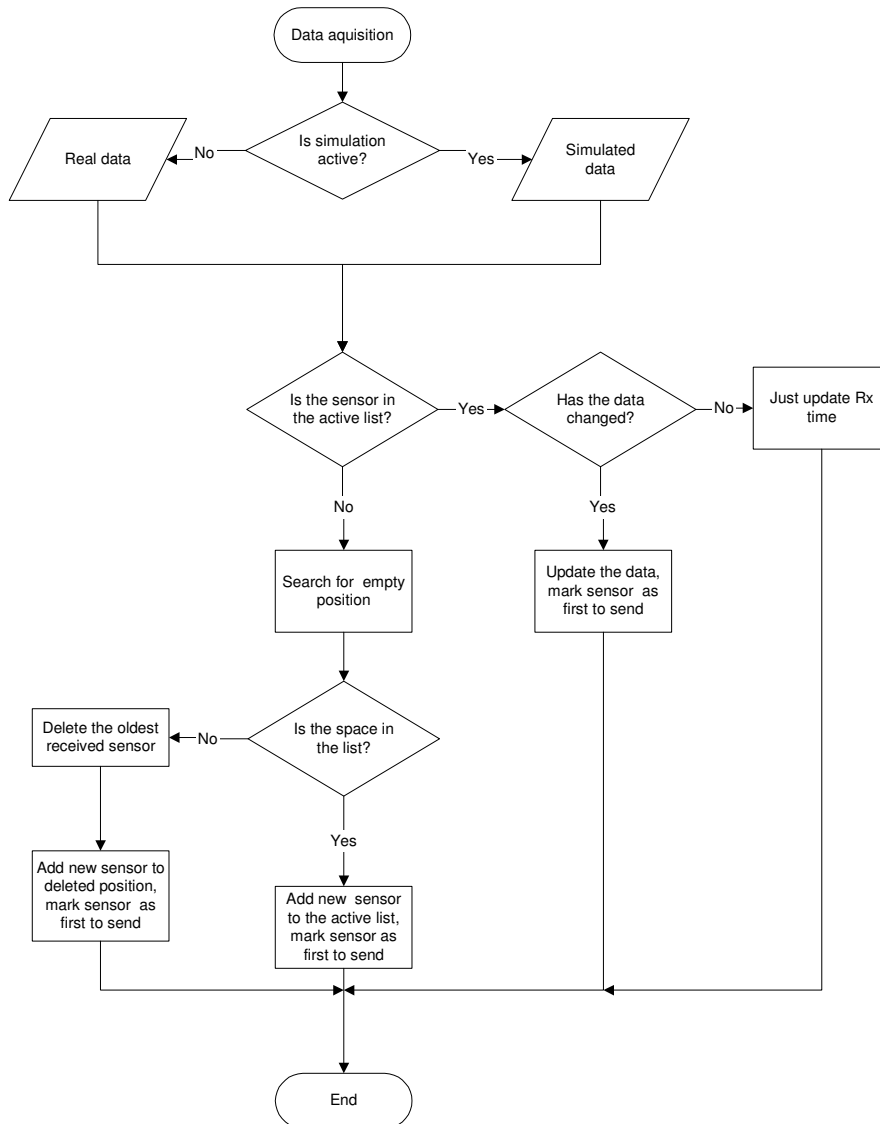 Data aquisition
Is simulation
active?
No
Yes
Real data
Simulated
data
Is the sensor in
the active list?
Yes
Has the data
changed?
No
Just update Rx
time
No
Yes
Search for empty
position
Update the data,
mark sensor as
first to send
Is the space in
the list?
No
Delete the oldest
received sensor
Yes
Add new sensor to
deleted position,
mark sensor as
first to send
Add new sensor
to the active list,
mark sensor as
first to send
End